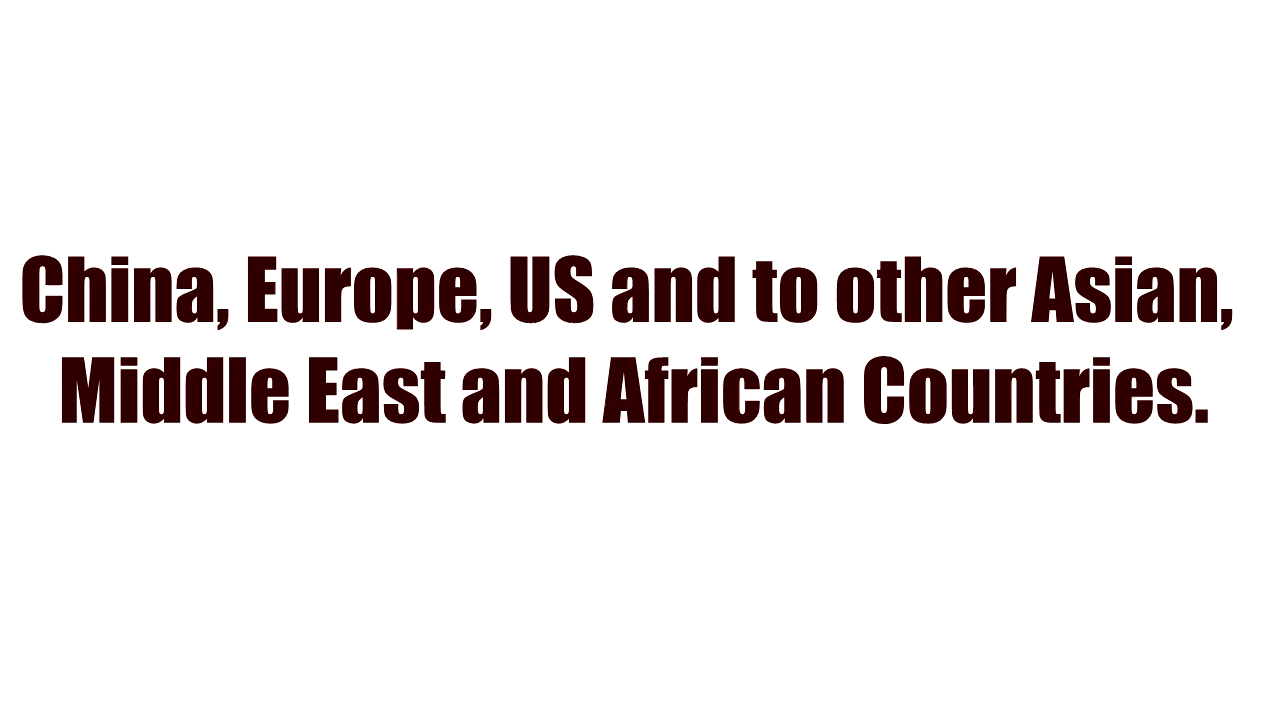 China, Europe, US and to other Asian,
Middle East and African Countries.